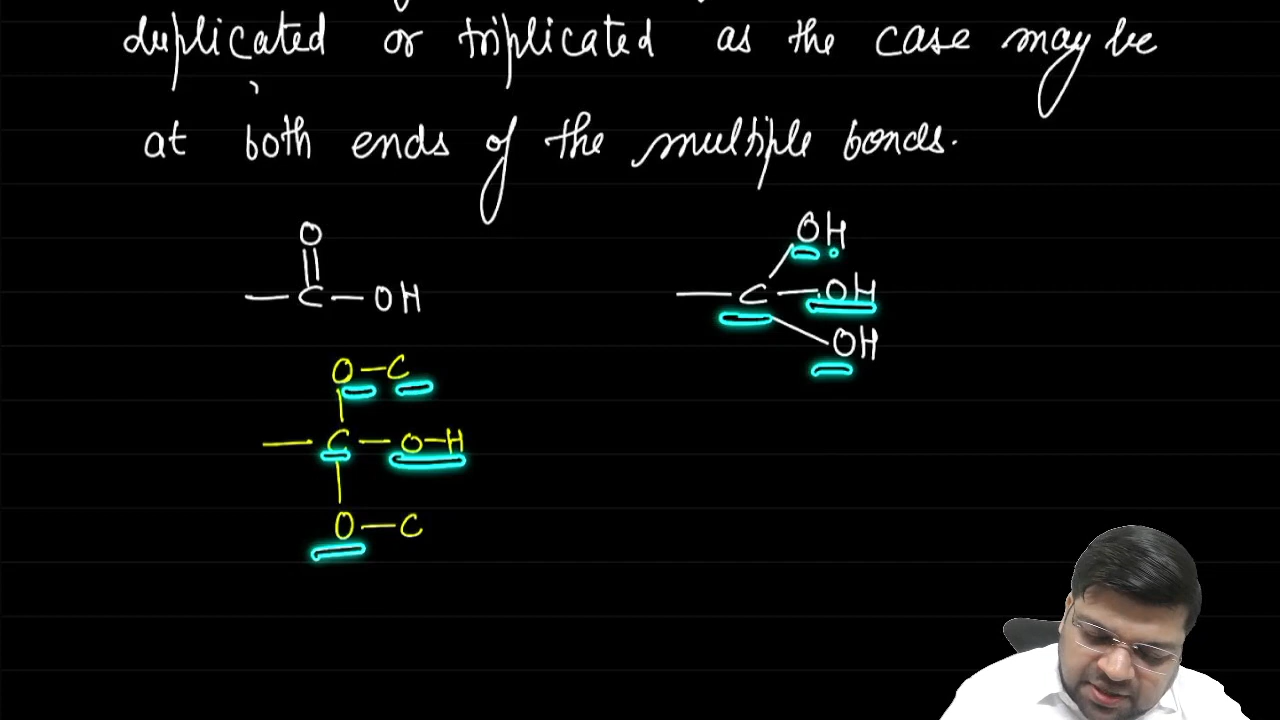 duplicated or triplicated as the case may be
at both ends of the multiple bonds.
O
C OH
OH
C OH
OH
O-C
C O-H
O-C